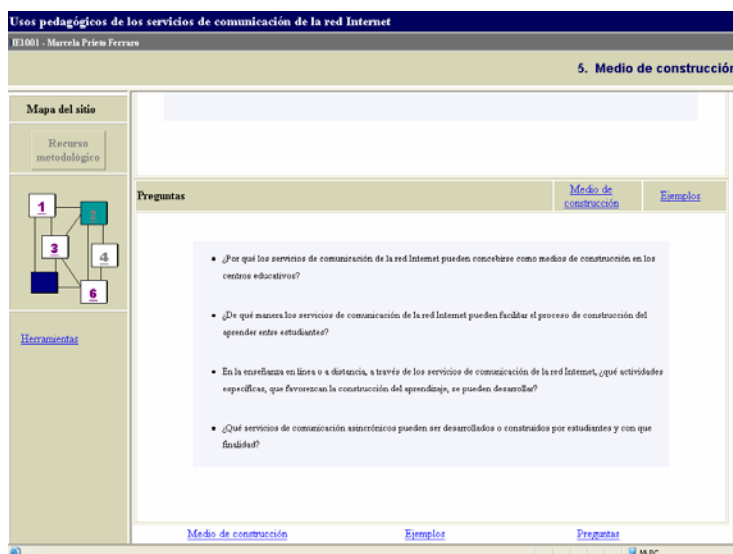 Usos pedagógicos de los servicios de comunicación de la red Internet
IE1001 - Marcela Prieto Ferraro
5. Medio de construcción
Mapa del sitio
Recurso
metodológico
1
2
3
4
6
Herramientas
Preguntas
Medio de
construcción
Ejemplos
¿Por qué los servicios de comunicación de la red Internet pueden concebirse como medios de construcción en los
centros educativos?
¿De qué manera los servicios de comunicación de la red Internet pueden facilitar el proceso de construcción del
aprender entre estudiantes?
En la enseñanza en línea o a distancia, a través de los servicios de comunicación de la red Internet, ¿qué actividades
específicas, que favorezcan la construcción del aprendizaje, se pueden desarrollar?
¿Qué servicios de comunicación asincrónicos pueden ser desarrollados o construidos por estudiantes y con que
finalidad?
Medio de construcción
Ejemplos
Preguntas
Mi PC